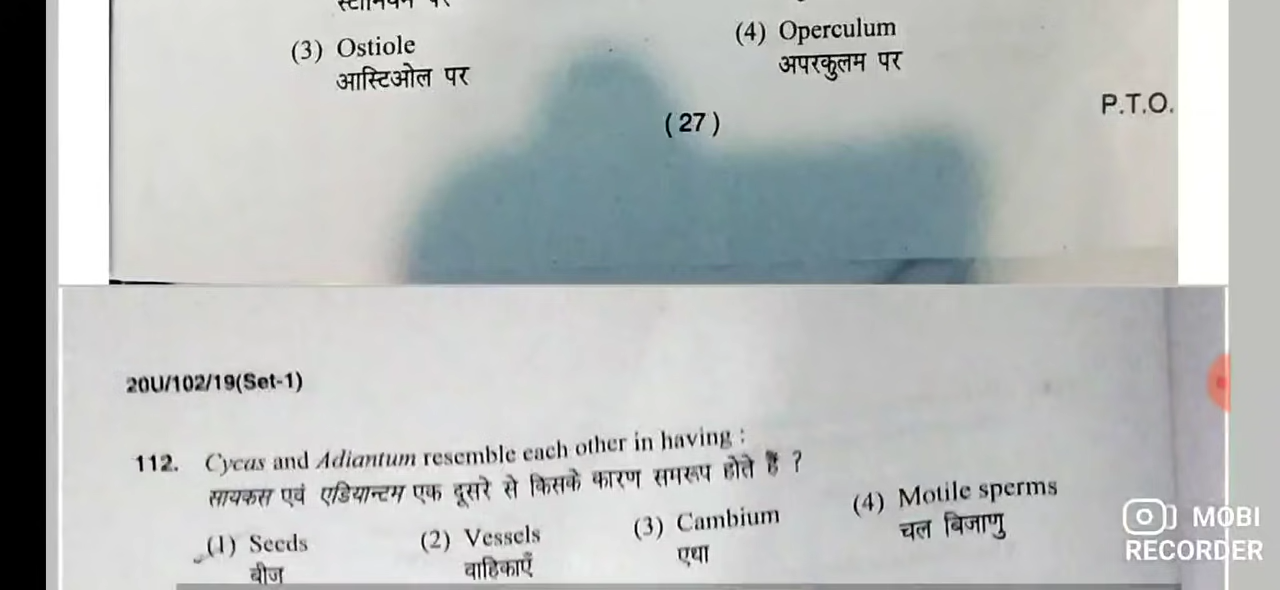 (3) Ostiole
आस्टिओल पर
(4) Operculum
अपरकुलम पर
(27)
P.T.O.
20U/102/19(Set-1)
112. Cycas and Adiantum resemble each other in having :
सायकस एवं एडियान्टम एक दूसरे से किसके कारण समरूप होते हैं ?
(1) Seeds
बीज
(2) Vessels
वाहिकाएँ
(3) Cambium
एधा
(4) Motile sperms
चल बिजाणु
MOBI
RECORDER